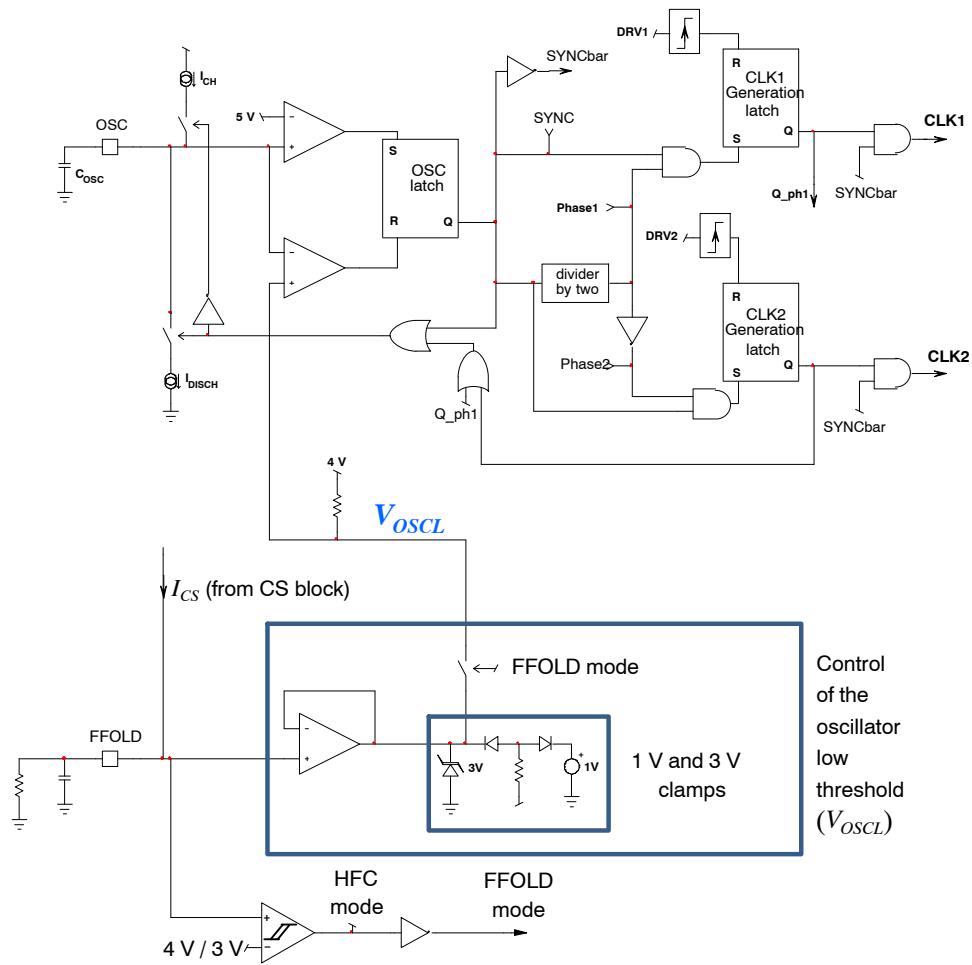 DRV1
R
CLK1
Generation
latch
S
Q
CLK1
SYNCbar
SYNC
I_CH
5 V
−
+
OSC
C_OSC
S
OSC
latch
R
Q
SYNCbar
Q_ph1
Phase1
DRV2
divider
by two
R
CLK2
Generation
latch
S
Q
CLK2
−
+
Phase2
SYNCbar
I_DISCH
Q_ph1
4 V
V_OSCL
I_CS (from CS block)
FFOLD mode
FFOLD
−
+
3V
+
1V
1 V and 3 V
clamps
Control
of the
oscillator
low
threshold
(V_OSCL)
HFC
mode
FFOLD
mode
+
−
4 V / 3 V